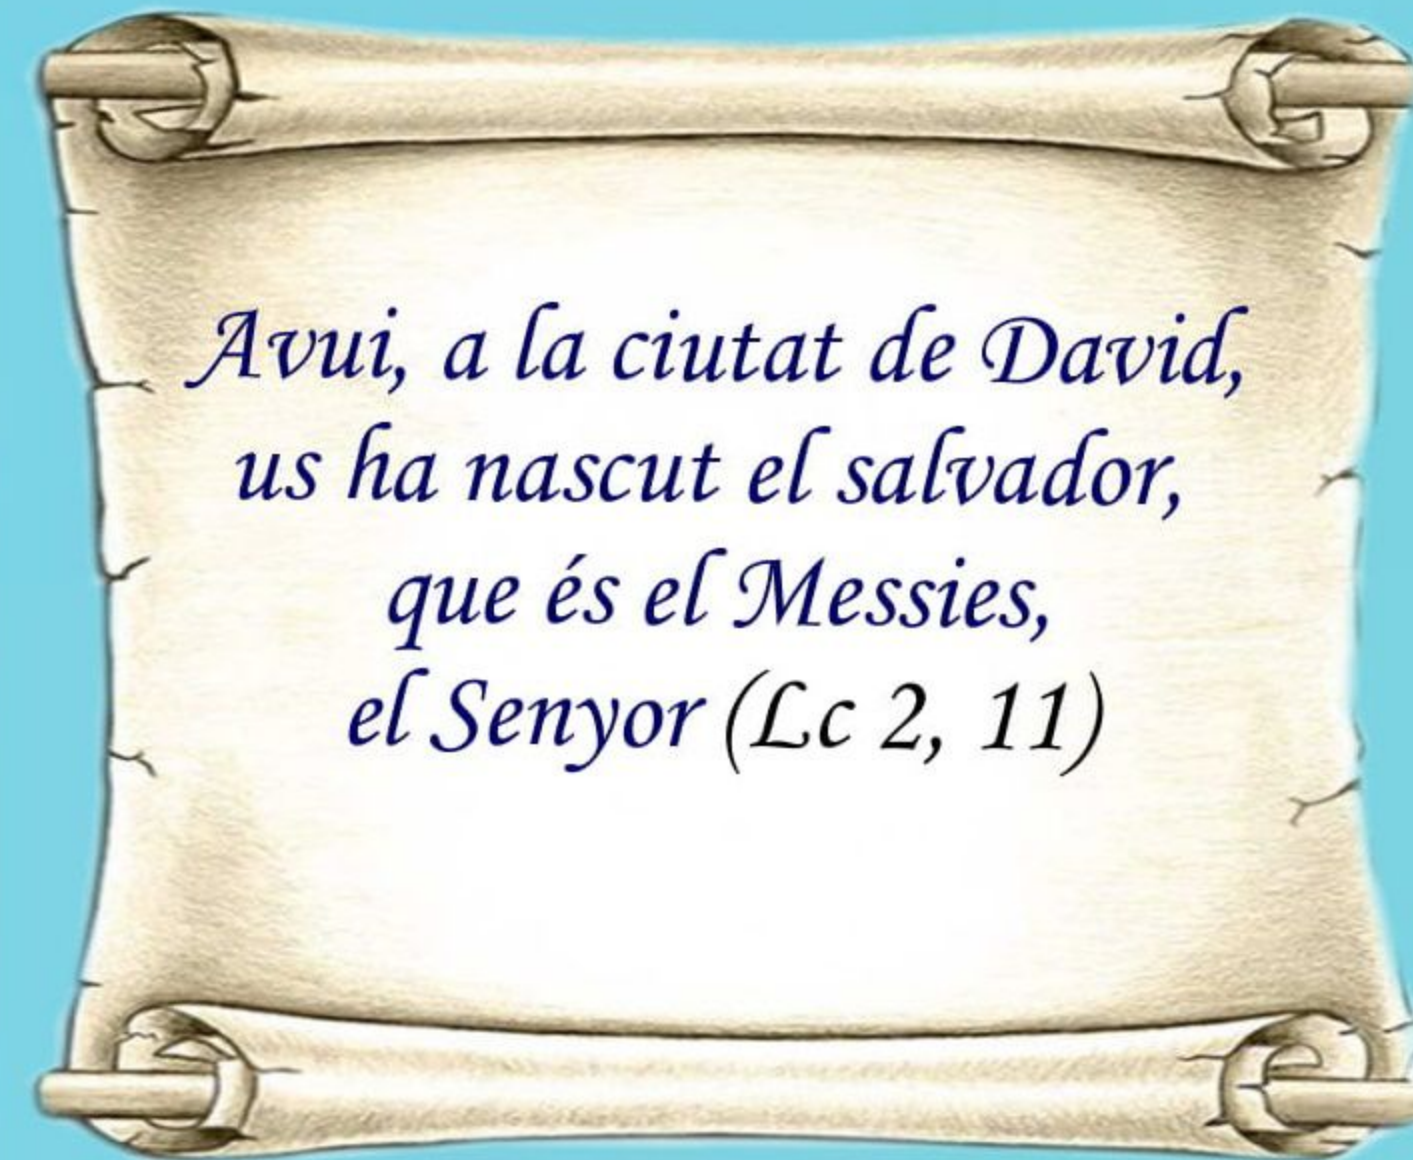 Avui, a la ciutat de David,
us ha nascut el salvador,
que és el Messies,
el Senyor (Lc 2, 11)